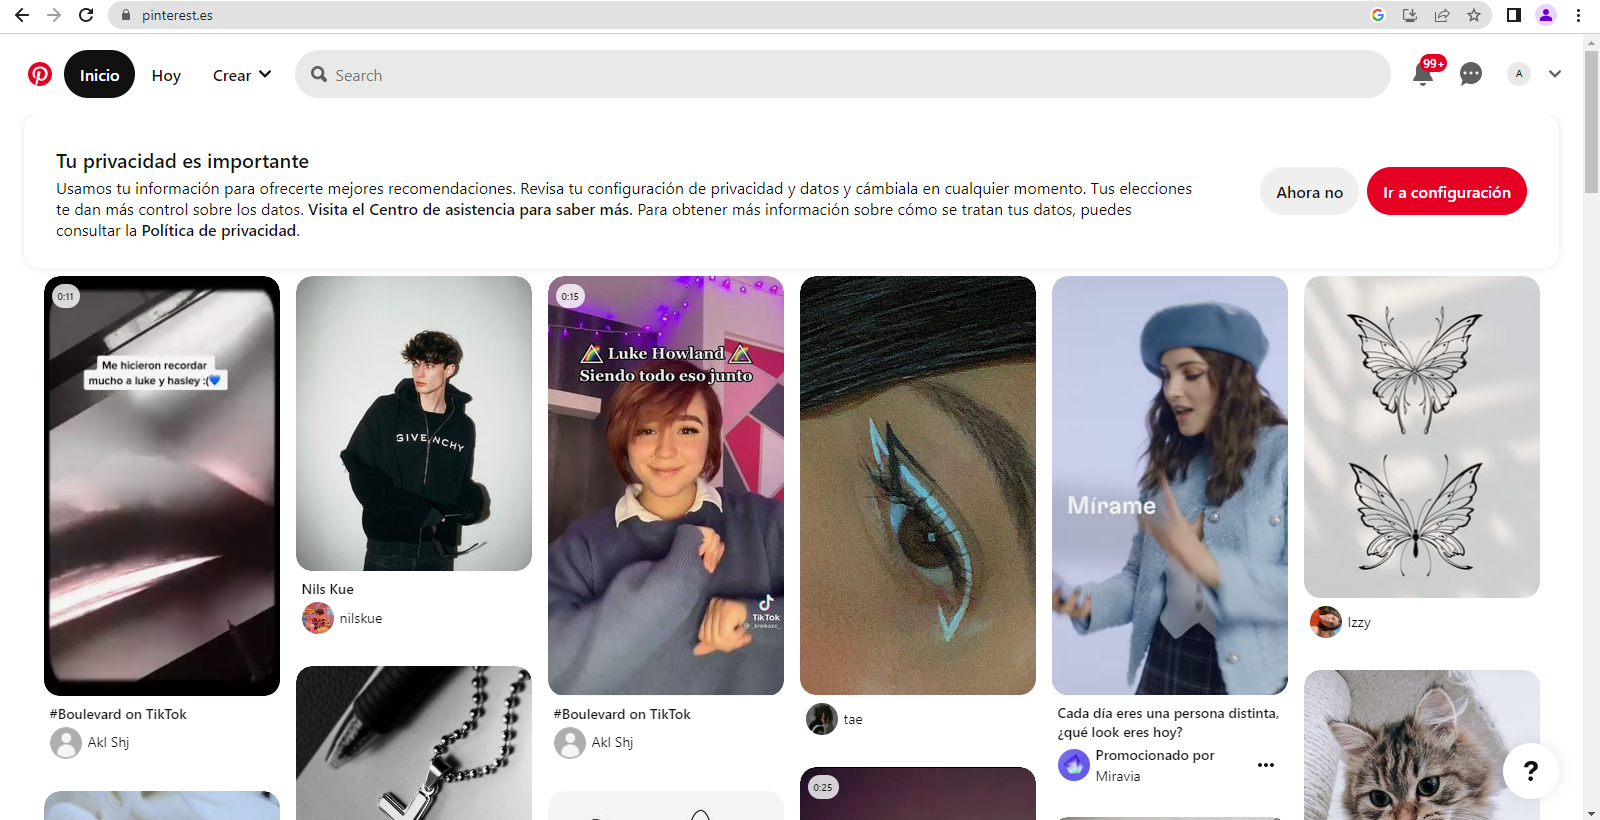 pinterest.es
Inicio
Hoy
Crear
Search
99+
A
Tu privacidad es importante
Usamos tu información para ofrecerte mejores recomendaciones. Revisa tu configuración de privacidad y datos y cámbiala en cualquier momento. Tus elecciones
te dan más control sobre los datos. Visita el Centro de asistencia para saber más. Para obtener más información sobre cómo se tratan tus datos, puedes
consultar la Política de privacidad.
Ahora no
Ir a configuración
0:11
Me hicieron recordar
mucho a luke y hasley :(💙
#Boulevard on TikTok
Akl Shj
GIVENCHY
Nils Kue
nilskue
0:15
Luke Howland
Siendo todo eso junto
TikTok
#Boulevard on TikTok
Akl Shj
tae
0:25
Mírame
Cada día eres una persona distinta,
¿qué look eres hoy?
Promocionado por
Miravia
Izzy
?